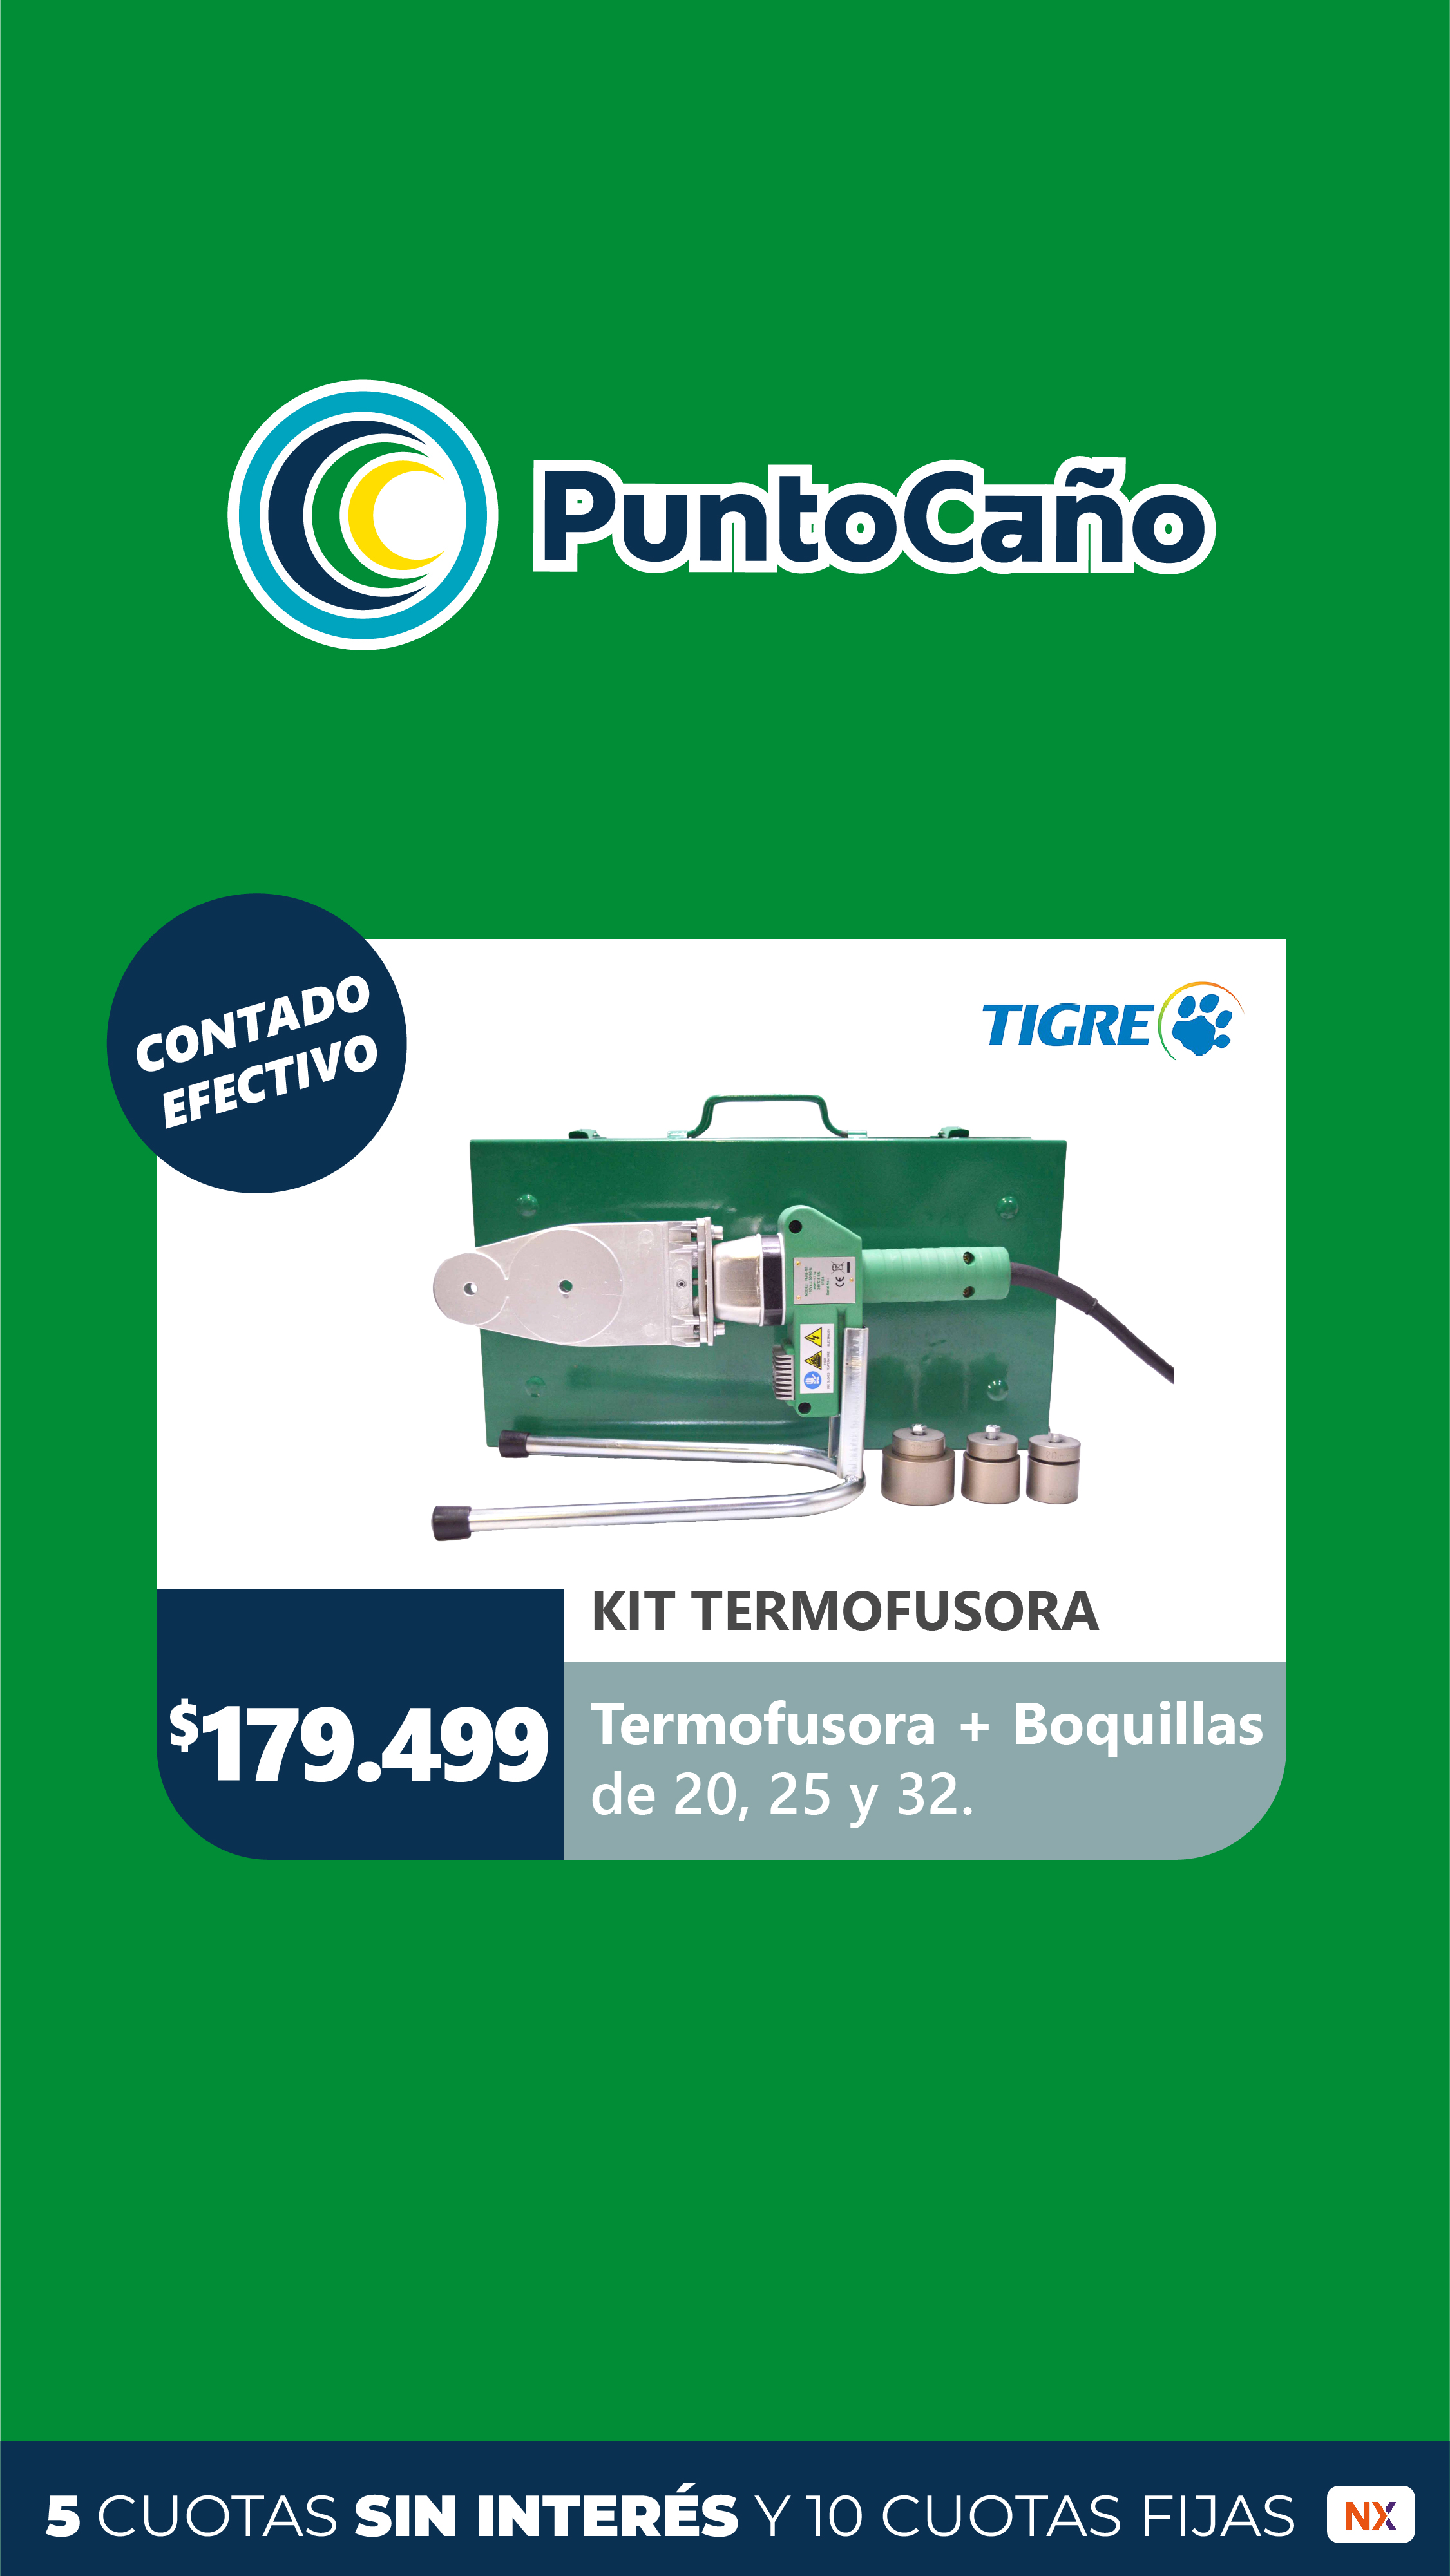 PuntoCaño
CONTADO
EFECTIVO
TIGRE
KIT TERMOFUSORA
$179.499
Termofusora + Boquillas
de 20, 25 y 32.
5 CUOTAS SIN INTERÉS Y 10 CUOTAS FIJAS NX